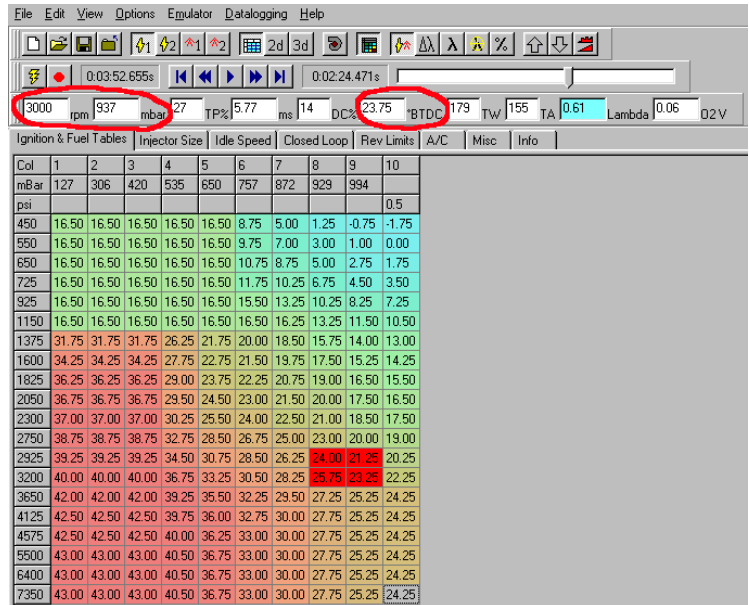 File Edit View Options Emulator Datalogging Help
1 2 1 2 2d 3d λ %
0:03:52.655s 0:02:24.471s
3000 rpm 937 mbar 27 TP% 5.77 ms 14 DC% 23.75 °BTDC 179 TW 155 TA 0.61 Lambda 0.06 O2 V
Ignition & Fuel Tables Injector Size Idle Speed Closed Loop Rev Limits A/C Misc Info
Col 1 2 3 4 5 6 7 8 9 10
mBar 127 306 420 535 650 757 872 929 994
psi 0.5
450 16.50 16.50 16.50 16.50 16.50 8.75 5.00 1.25 -0.75 -1.75
550 16.50 16.50 16.50 16.50 16.50 9.75 7.00 3.00 1.00 0.00
650 16.50 16.50 16.50 16.50 16.50 10.75 8.75 5.00 2.75 1.75
725 16.50 16.50 16.50 16.50 16.50 11.75 10.25 6.75 4.50 3.50
925 16.50 16.50 16.50 16.50 16.50 15.50 13.25 10.25 8.25 7.25
1150 16.50 16.50 16.50 16.50 16.50 16.50 16.25 13.25 11.50 10.50
1375 31.75 31.75 31.75 26.25 21.75 20.00 18.50 15.75 14.00 13.00
1600 34.25 34.25 34.25 27.75 22.75 21.50 19.75 17.50 15.25 14.25
1825 36.25 36.25 36.25 29.00 23.75 22.25 20.75 19.00 16.50 15.50
2050 36.75 36.75 36.75 29.50 24.50 23.00 21.50 20.00 17.50 16.50
2300 37.00 37.00 37.00 30.25 25.50 24.00 22.50 21.00 18.50 17.50
2750 38.75 38.75 38.75 32.75 28.50 26.75 25.00 23.00 20.00 19.00
2925 39.25 39.25 39.25 34.50 30.75 28.50 26.25 24.00 21.25 20.25
3200 40.00 40.00 40.00 36.75 33.25 30.50 28.25 25.75 23.25 22.25
3650 42.00 42.00 42.00 39.25 35.50 32.25 29.50 27.25 25.25 24.25
4125 42.50 42.50 42.50 39.75 36.00 32.75 30.00 27.75 25.25 24.25
4575 42.50 42.50 42.50 40.00 36.25 33.00 30.00 27.75 25.25 24.25
5500 43.00 43.00 43.00 40.50 36.75 33.00 30.00 27.75 25.25 24.25
6400 43.00 43.00 43.00 40.50 36.75 33.00 30.00 27.75 25.25 24.25
7350 43.00 43.00 43.00 40.50 36.75 33.00 30.00 27.75 25.25 24.25